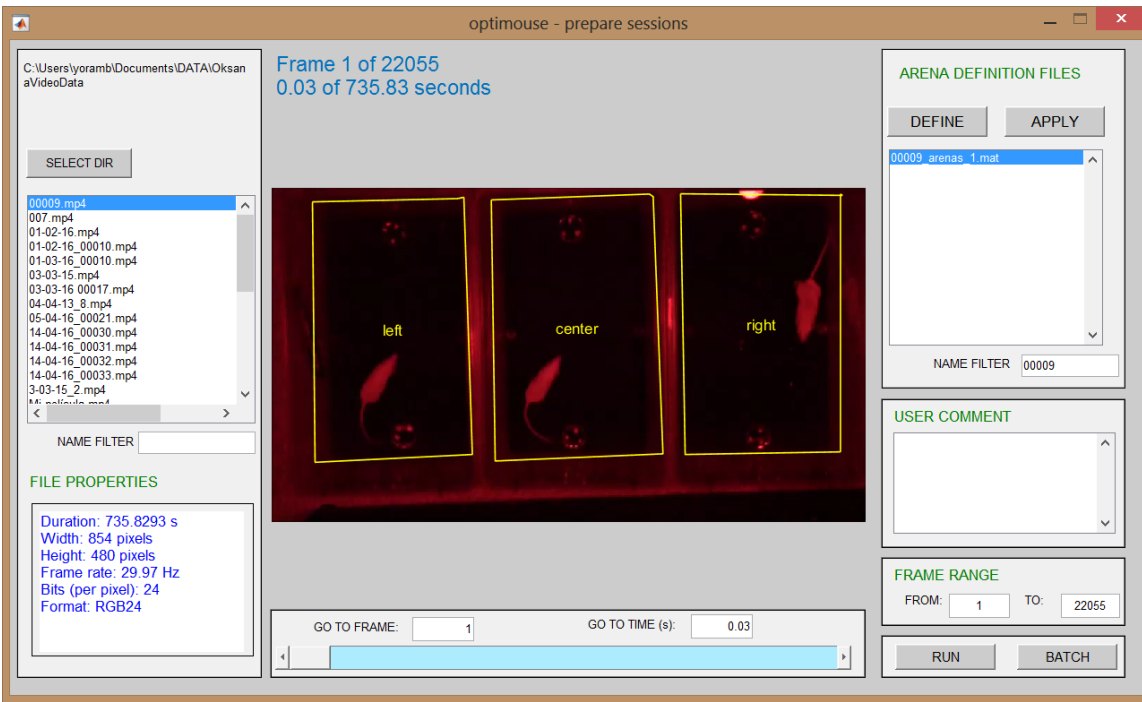 optimouse - prepare sessions
C:\Users\yoramb\Documents\DATA\Oksan
aVideoData
SELECT DIR
00009.mp4
007.mp4
01-02-16.mp4
01-02-16_00010.mp4
01-03-16_00010.mp4
03-03-15.mp4
03-03-16 00017.mp4
04-04-13_8.mp4
05-04-16_00021.mp4
14-04-16_00030.mp4
14-04-16_00031.mp4
14-04-16_00032.mp4
14-04-16_00033.mp4
3-03-15_2.mp4
Mi película.mp4
NAME FILTER
FILE PROPERTIES
Duration: 735.8293 s
Width: 854 pixels
Height: 480 pixels
Frame rate: 29.97 Hz
Bits (per pixel): 24
Format: RGB24
Frame 1 of 22055
0.03 of 735.83 seconds
left
center
right
GO TO FRAME: 1 GO TO TIME (s): 0.03
ARENA DEFINITION FILES
DEFINE APPLY
00009_arenas_1.mat
NAME FILTER 00009
USER COMMENT
FRAME RANGE
FROM: 1 TO: 22055
RUN BATCH